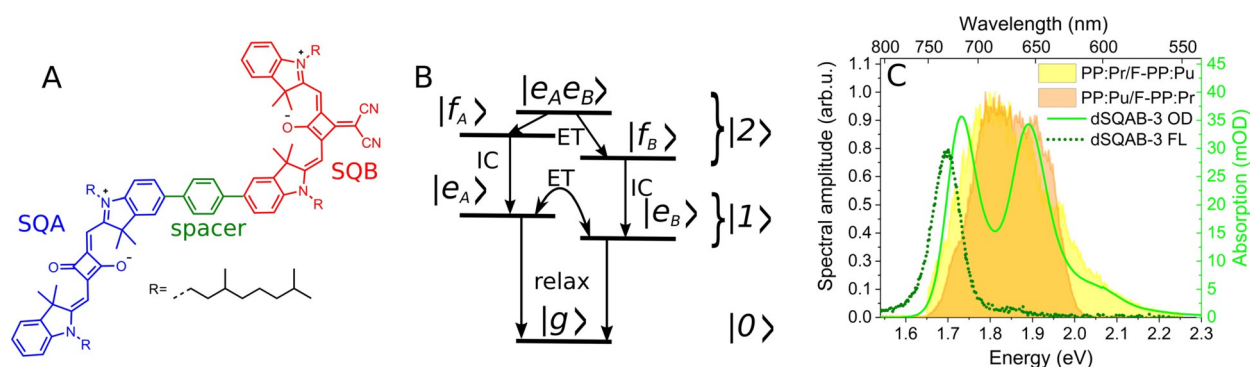 A
R
N
+
O
-
CN
CN
SQB
N
R
R
N
+
SQA
spacer
O
O
-
N
R
R=
B
|e_A e_B>
|f_A>
ET
|f_B>
|2>
IC
|e_A>
ET
IC
|e_B>
|1>
relax
|g>
|0>
C
Wavelength (nm)
800 750 700 650 600 550
PP:Pr/F-PP:Pu
PP:Pu/F-PP:Pr
dSQAB-3 OD
dSQAB-3 FL
Spectral amplitude (arb.u.)
1.1
1.0
0.9
0.8
0.7
0.6
0.5
0.4
0.3
0.2
0.1
0.0
Absorption (mOD)
45
40
35
30
25
20
15
10
5
0
1.6 1.7 1.8 1.9 2.0 2.1 2.2 2.3
Energy (eV)